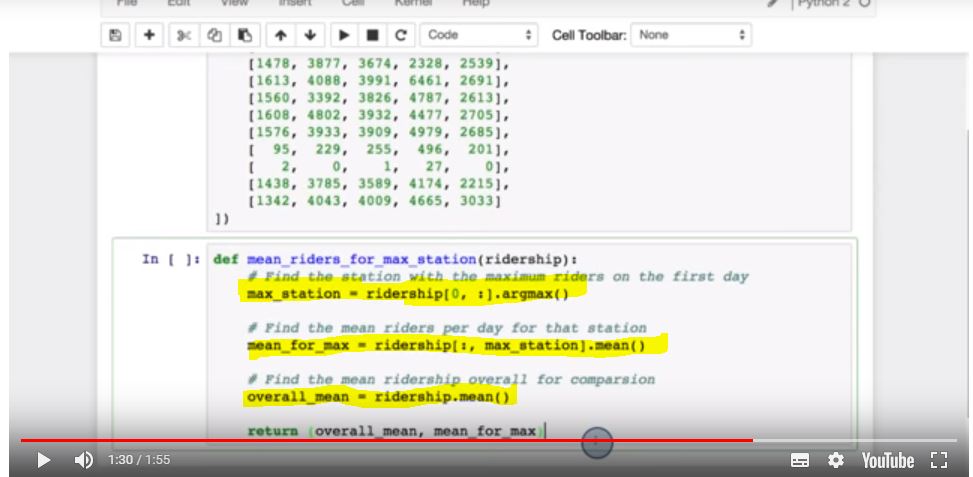 File Edit View Insert Cell Kernel Help Python 2
Code Cell Toolbar: None
[1478, 3877, 3674, 2328, 2539],
[1613, 4088, 3991, 6461, 2691],
[1560, 3392, 3826, 4787, 2613],
[1608, 4802, 3932, 4477, 2705],
[1576, 3933, 3909, 4979, 2685],
[ 95, 229, 255, 496, 201],
[ 2, 0, 1, 27, 0],
[1438, 3785, 3589, 4174, 2215],
[1342, 4043, 4009, 4665, 3033]
])
In [ ]: def mean_riders_for_max_station(ridership):
# Find the station with the maximum riders on the first day
max_station = ridership[0, :].argmax()
# Find the mean riders per day for that station
mean_for_max = ridership[:, max_station].mean()
# Find the mean ridership overall for comparsion
overall_mean = ridership.mean()
return (overall_mean, mean_for_max)
1:30 / 1:55 YouTube